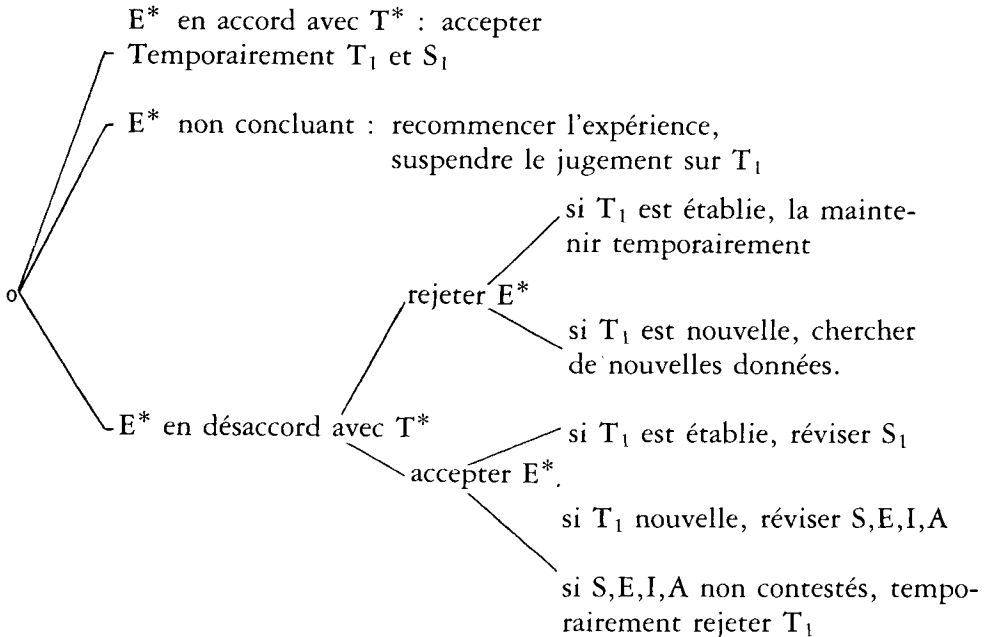 E* en accord avec T* : accepter
Temporairement T₁ et S₁
E* non concluant : recommencer l'expérience,
suspendre le jugement sur T₁
si T₁ est établie, la mainte-
nir temporairement
o
rejeter E*
si T₁ est nouvelle, chercher
de nouvelles données.
E* en désaccord avec T*
si T₁ est établie, réviser S₁
accepter E*.
si T₁ nouvelle, réviser S,E,I,A
si S,E,I,A non contestés, tempo-
rairement rejeter T₁